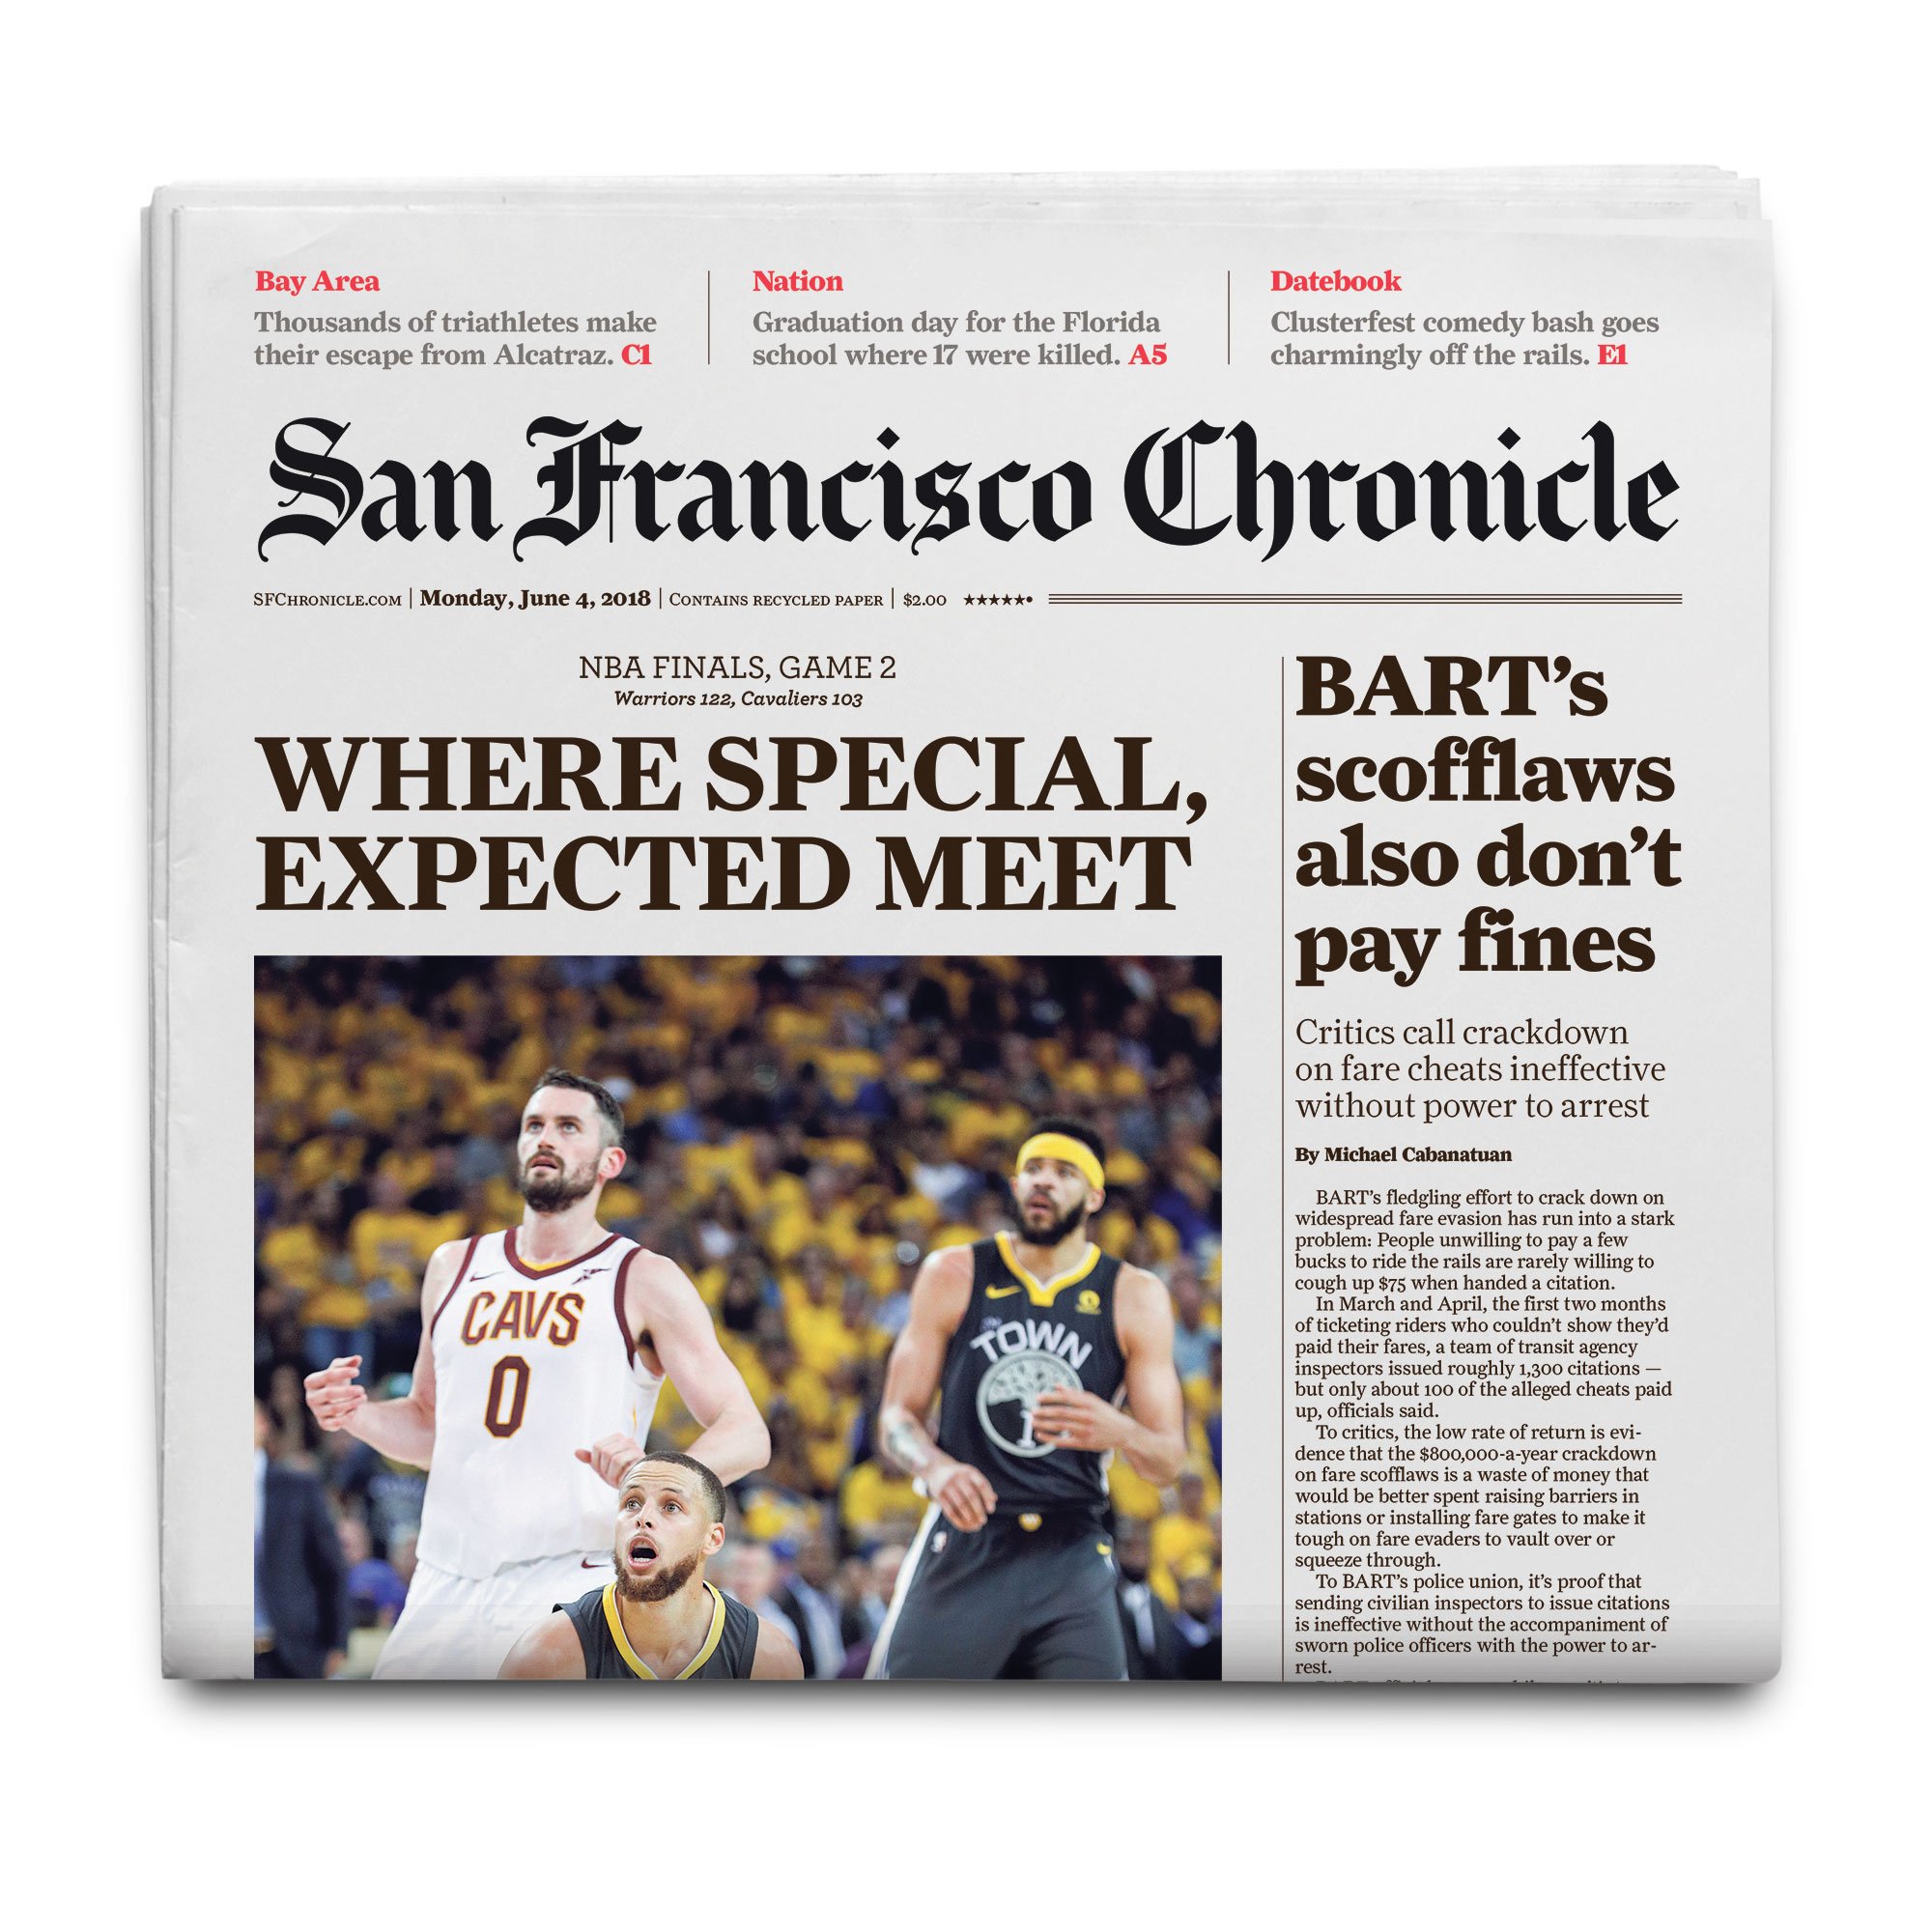 Bay Area
Thousands of triathletes make
their escape from Alcatraz. C1
Nation
Graduation day for the Florida
school where 17 were killed. A5
Datebook
Clusterfest comedy bash goes
charmingly off the rails. E1
San Francisco Chronicle
SFCHRONICLE.COM | Monday, June 4, 2018 | CONTAINS RECYCLED PAPER | $2.00 ★★★★★•
NBA FINALS, GAME 2
Warriors 122, Cavaliers 103
WHERE SPECIAL,
EXPECTED MEET
CAVS
0
TOWN
BART’s
scofflaws
also don’t
pay fines
Critics call crackdown
on fare cheats ineffective
without power to arrest
By Michael Cabanatuan
BART’s fledgling effort to crack down on
widespread fare evasion has run into a stark
problem: People unwilling to pay a few
bucks to ride the rails are rarely willing to
cough up $75 when handed a citation.
In March and April, the first two months
of ticketing riders who couldn’t show they’d
paid their fares, a team of transit agency
inspectors issued roughly 1,300 citations —
but only about 100 of the alleged cheats paid
up, officials said.
To critics, the low rate of return is evi-
dence that the $800,000-a-year crackdown
on fare scofflaws is a waste of money that
would be better spent raising barriers in
stations or installing fare gates to make it
tough on fare evaders to vault over or
squeeze through.
To BART’s police union, it’s proof that
sending civilian inspectors to issue citations
is ineffective without the accompaniment of
sworn police officers with the power to ar-
rest.